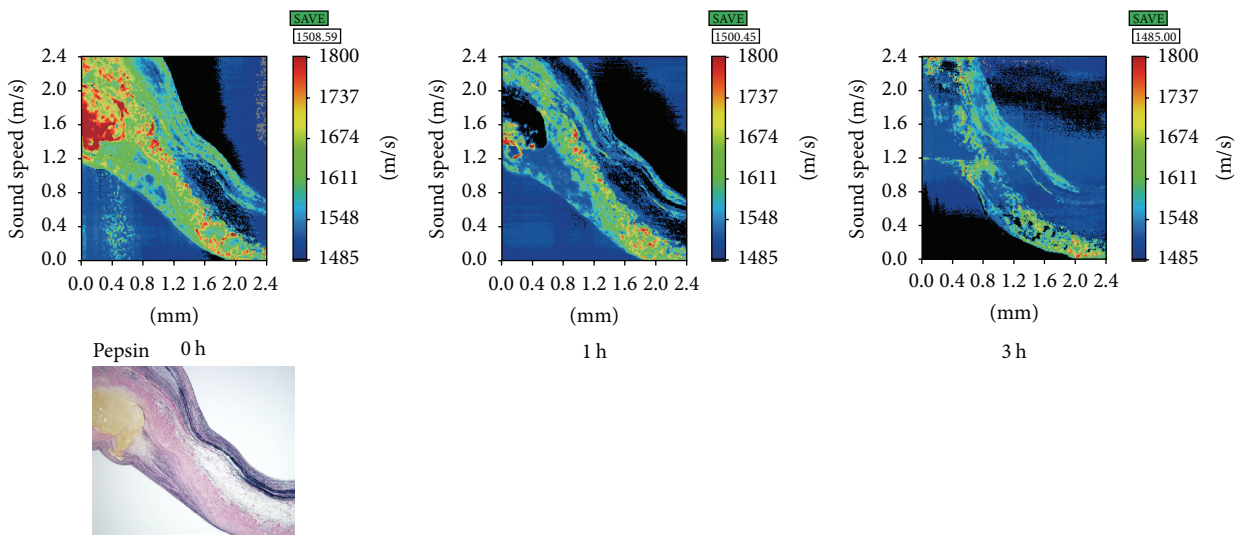 SAVE
1508.59
2.4
2.0
1.6
1.2
0.8
0.4
0.0
Sound speed (m/s)
0.0 0.4 0.8 1.2 1.6 2.0 2.4
(mm)
1800
1737
1674
1611
1548
1485
(m/s)
Pepsin 0 h
SAVE
1500.45
2.4
2.0
1.6
1.2
0.8
0.4
0.0
Sound speed (m/s)
0.0 0.4 0.8 1.2 1.6 2.0 2.4
(mm)
1800
1737
1674
1611
1548
1485
(m/s)
1 h
SAVE
1485.00
2.4
2.0
1.6
1.2
0.8
0.4
0.0
Sound speed (m/s)
0.0 0.4 0.8 1.2 1.6 2.0 2.4
(mm)
1800
1737
1674
1611
1548
1485
(m/s)
3 h